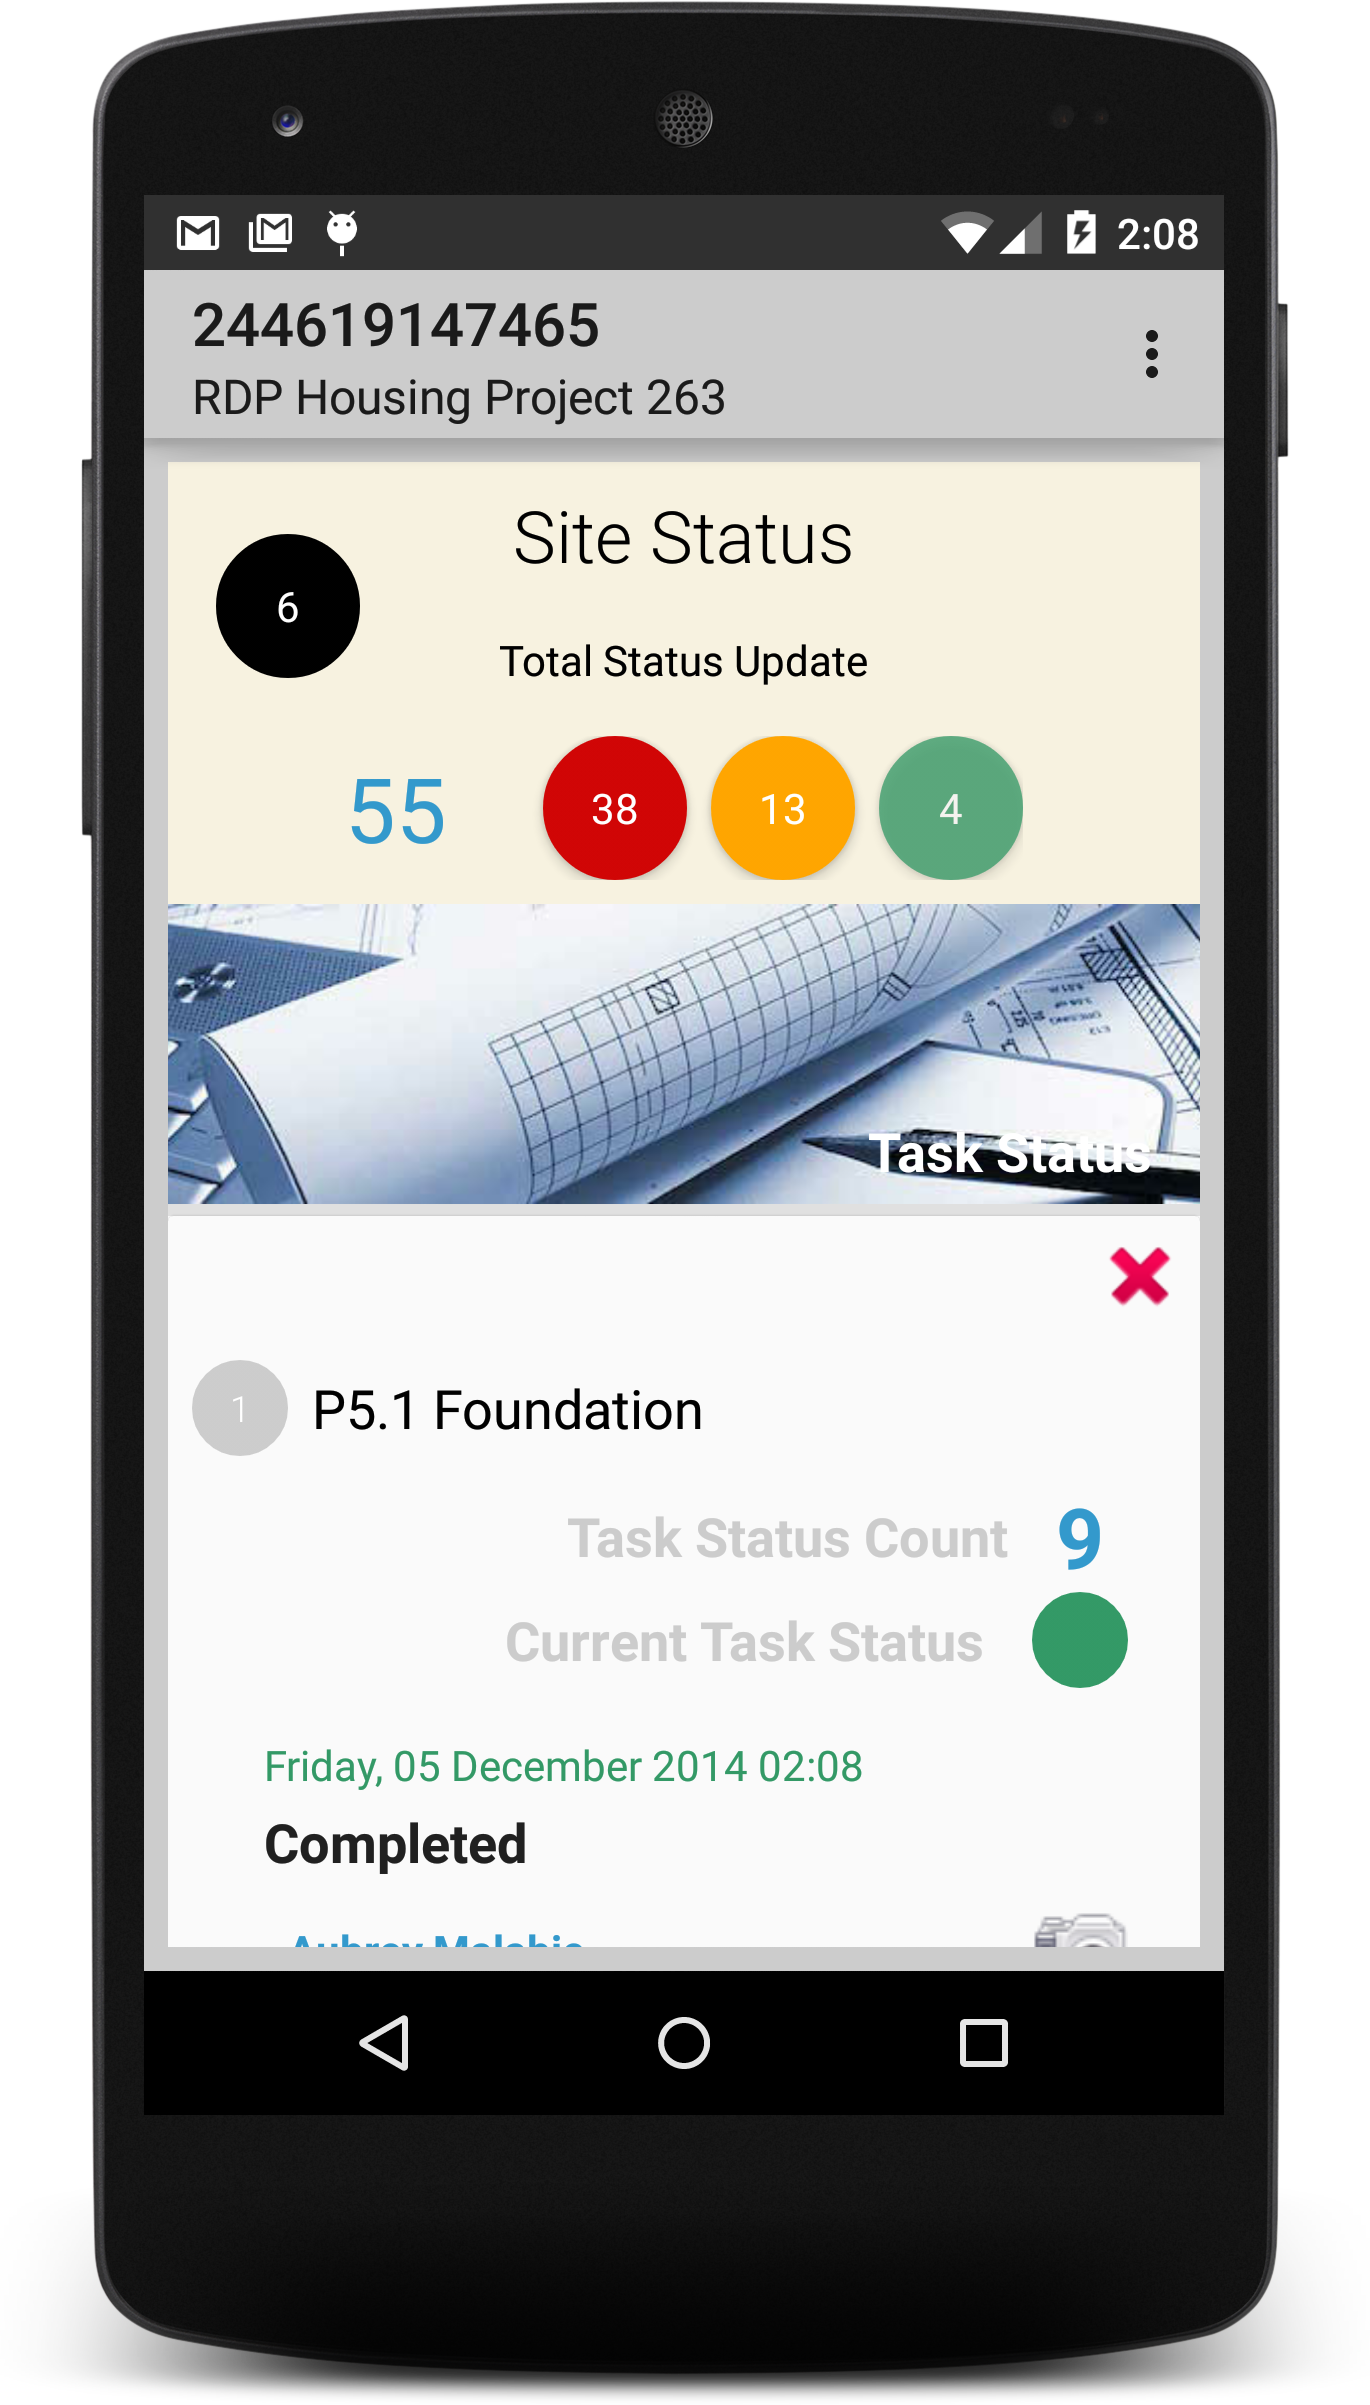 2:08
244619147465
RDP Housing Project 263
Site Status
6
Total Status Update
55
38
13
4
Task Status
1
P5.1 Foundation
Task Status Count 9
Current Task Status
Friday, 05 December 2014 02:08
Completed